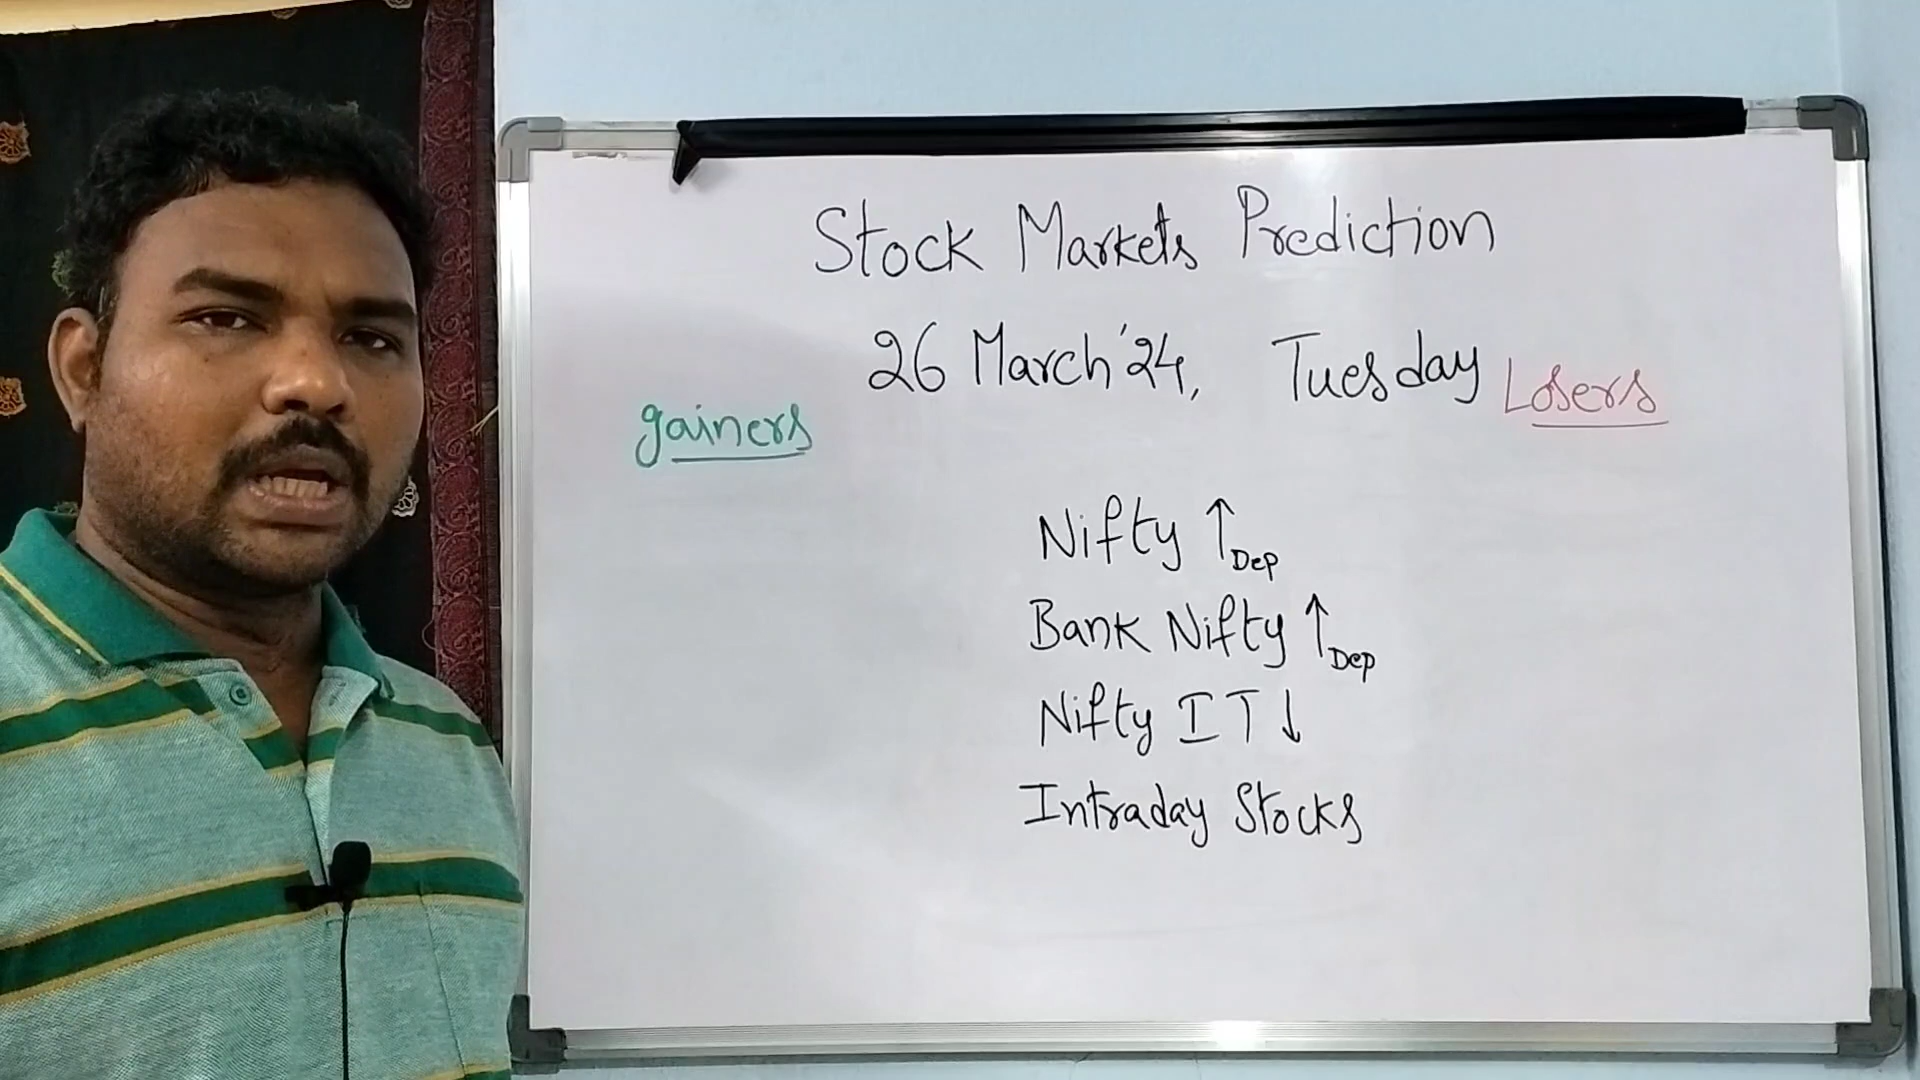 Stock Markets Prediction
26 March '24, Tuesday
gainers
Losers
Nifty ↑ Dep
Bank Nifty ↑ Dep
Nifty IT ↓
Intraday Stocks